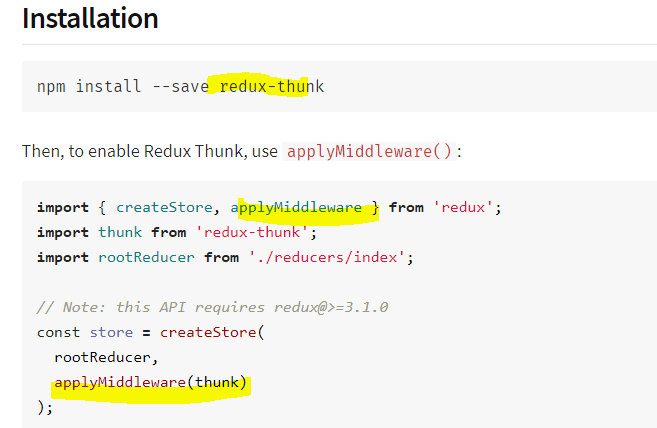 Installation
npm install --save redux-thunk
Then, to enable Redux Thunk, use applyMiddleware():
import { createStore, applyMiddleware } from 'redux';
import thunk from 'redux-thunk';
import rootReducer from './reducers/index';
// Note: this API requires redux@>=3.1.0
const store = createStore(
  rootReducer,
  applyMiddleware(thunk)
);